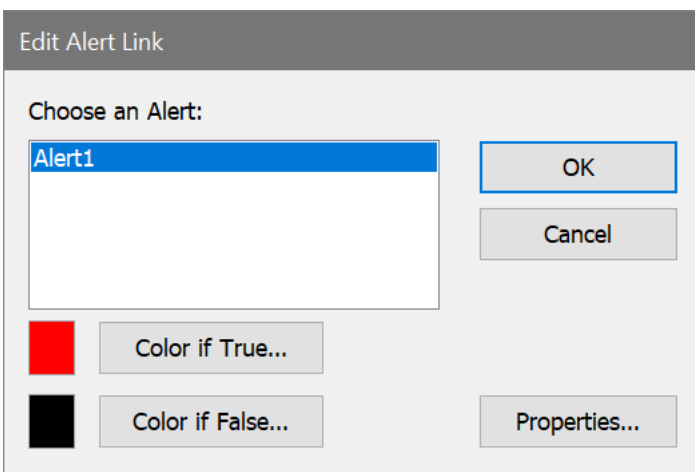 Edit Alert Link
Choose an Alert:
Alert1
OK
Cancel
Color if True...
Color if False...
Properties...